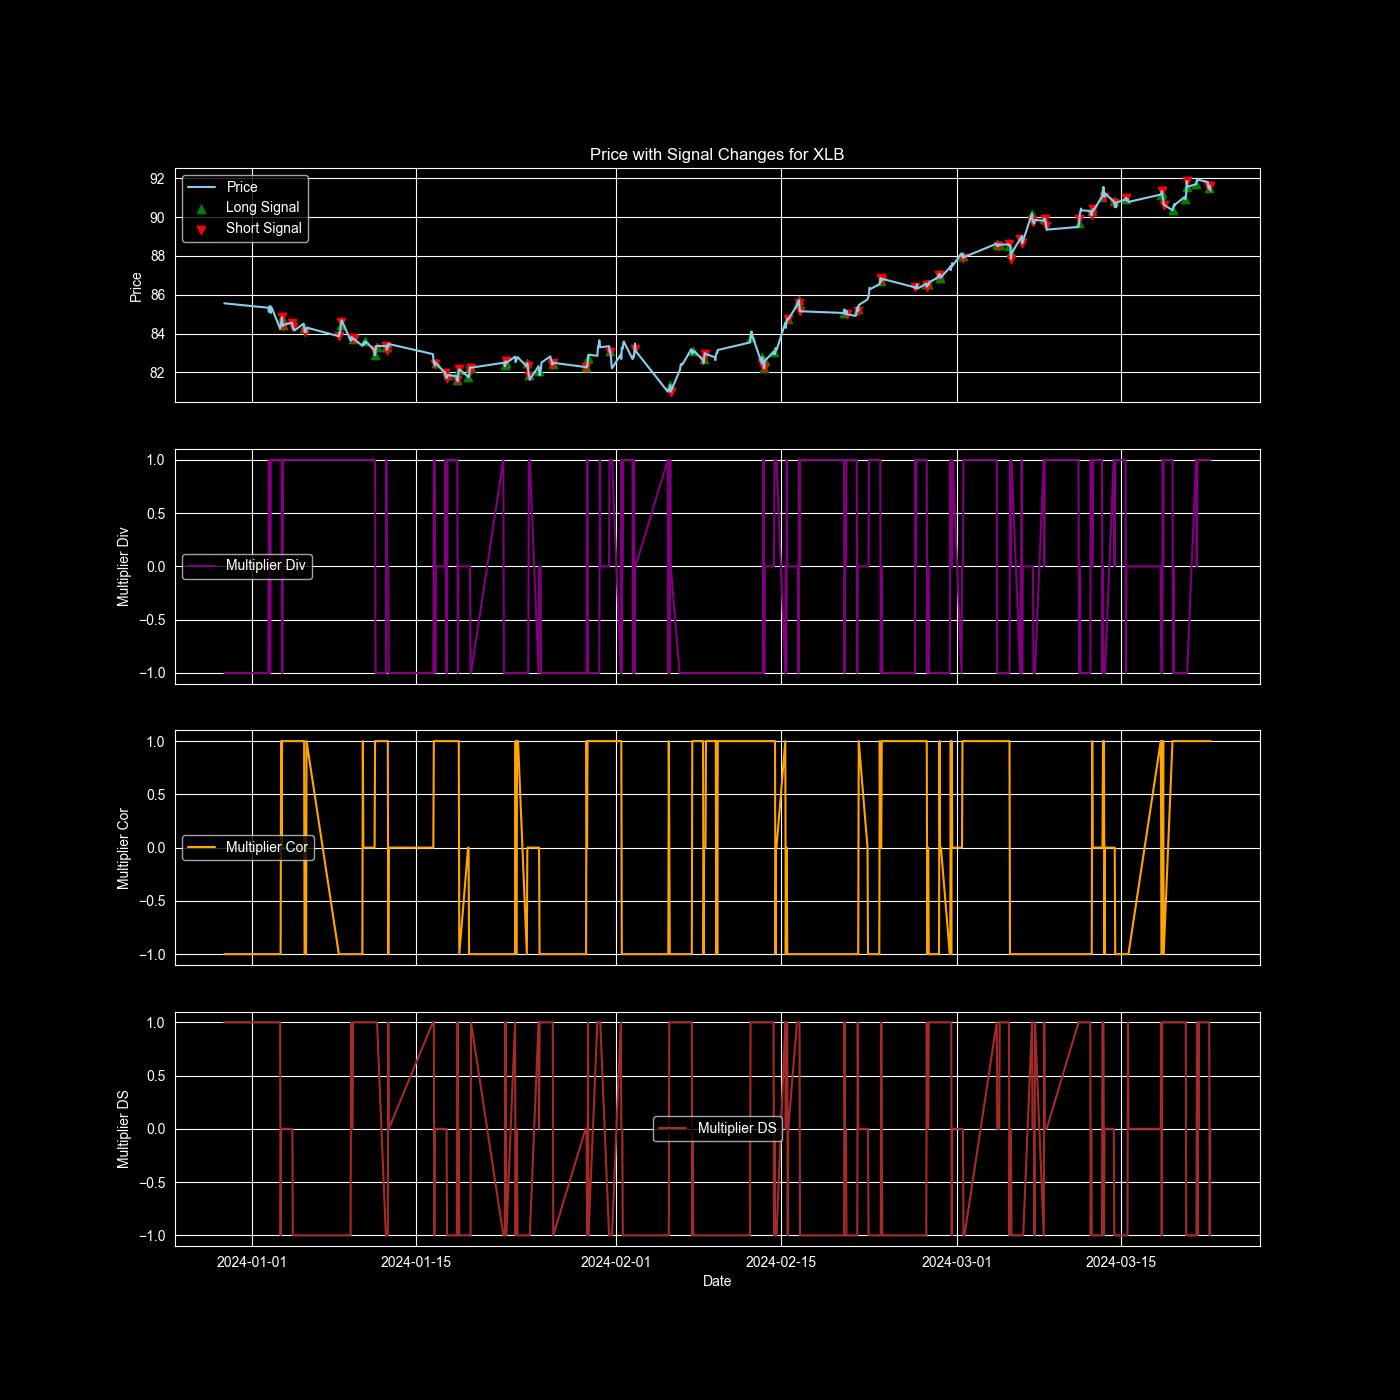 Price with Signal Changes for XLB
92
90
88
86
84
82
Price
Price
Long Signal
Short Signal
1.0
0.5
0.0
−0.5
−1.0
Multiplier Div
Multiplier Div
1.0
0.5
0.0
−0.5
−1.0
Multiplier Cor
Multiplier Cor
1.0
0.5
0.0
−0.5
−1.0
Multiplier DS
Multiplier DS
2024-01-01 2024-01-15 2024-02-01 2024-02-15 2024-03-01 2024-03-15
Date